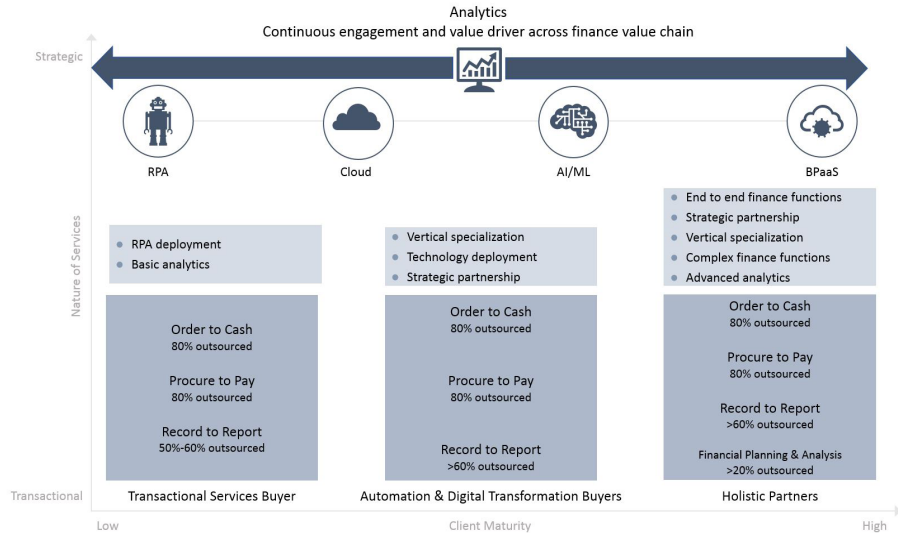 Analytics
Continuous engagement and value driver across finance value chain
Strategic
RPA
Cloud
AI/ML
BPaaS
Nature of Services
RPA deployment
Basic analytics
Vertical specialization
Technology deployment
Strategic partnership
End to end finance functions
Strategic partnership
Vertical specialization
Complex finance functions
Advanced analytics
Order to Cash
80% outsourced
Procure to Pay
80% outsourced
Record to Report
50%-60% outsourced
Order to Cash
80% outsourced
Procure to Pay
80% outsourced
Record to Report
>60% outsourced
Order to Cash
80% outsourced
Procure to Pay
80% outsourced
Record to Report
>60% outsourced
Financial Planning & Analysis
>20% outsourced
Transactional
Transactional Services Buyer
Automation & Digital Transformation Buyers
Holistic Partners
Low
Client Maturity
High